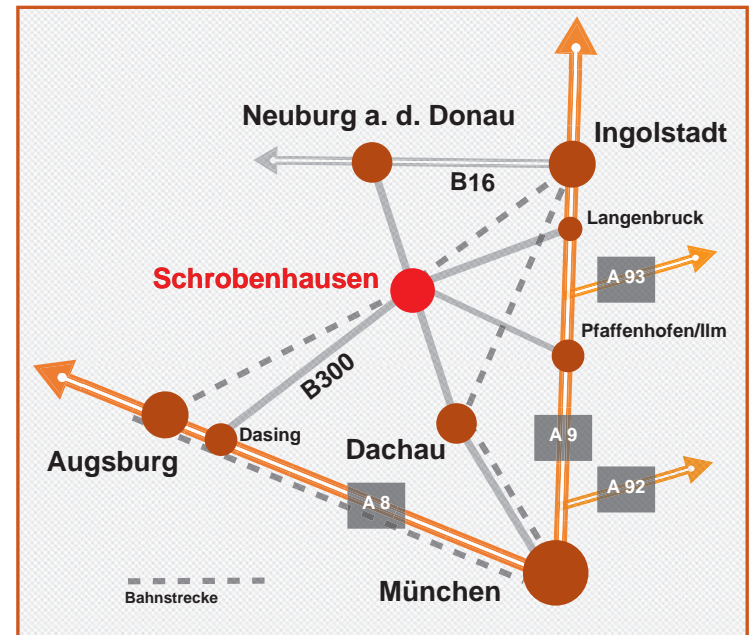 Neuburg a. d. Donau
Ingolstadt
B16
Langenbruck
Schrobenhausen
A 93
Pfaffenhofen/Ilm
B300
Augsburg
Dasing
Dachau
A 9
A 92
A 8
München
Bahnstrecke